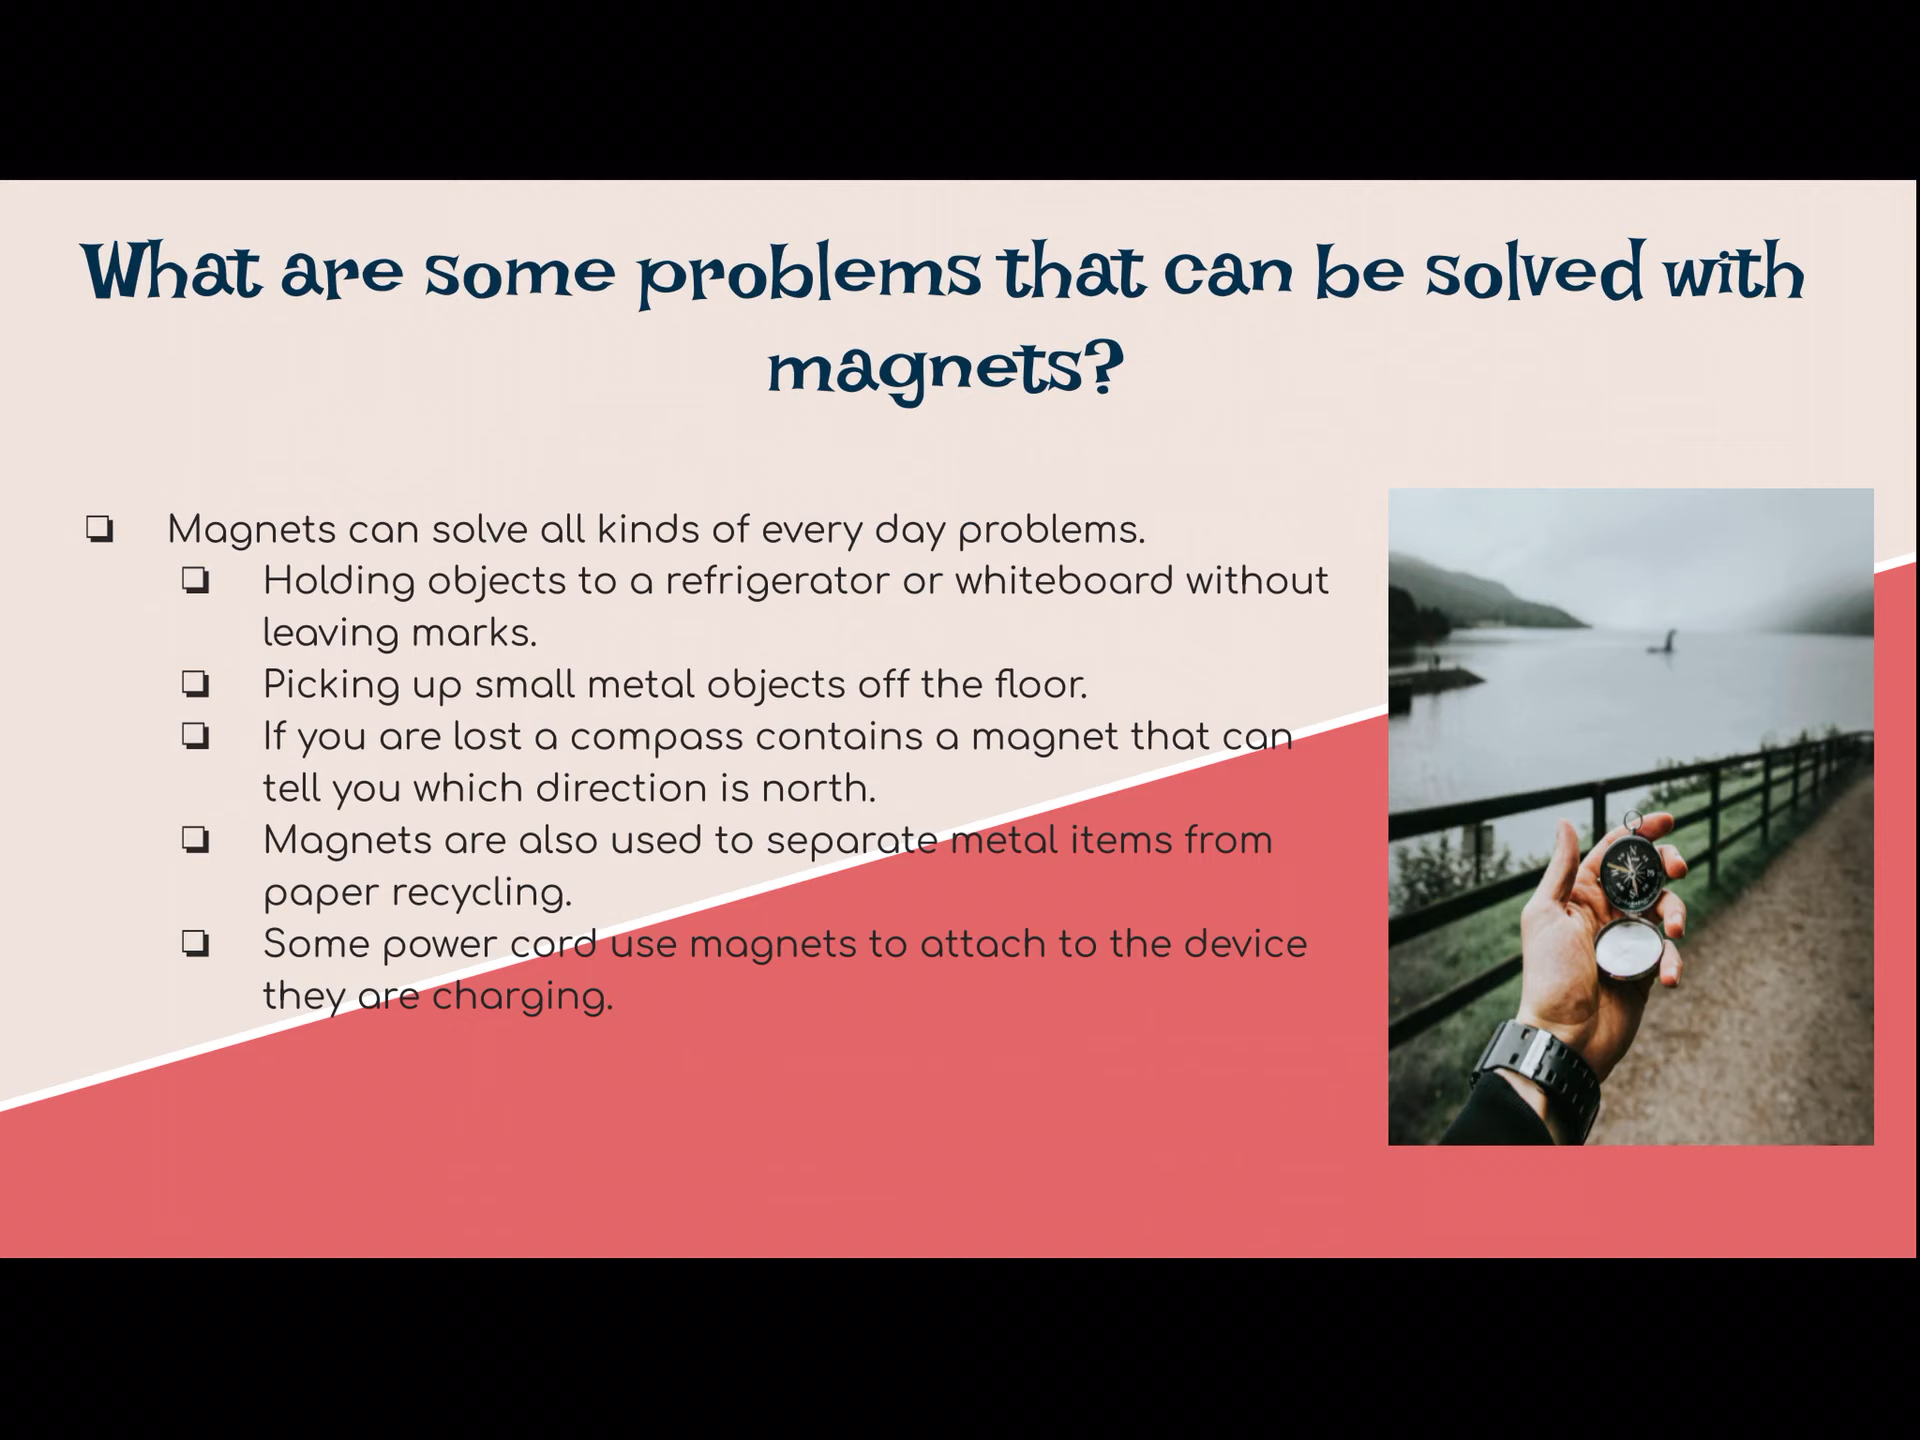 What are some problems that can be solved with
magnets?
❏ Magnets can solve all kinds of every day problems.
❏ Holding objects to a refrigerator or whiteboard without
leaving marks.
❏ Picking up small metal objects off the floor.
❏ If you are lost a compass contains a magnet that can
tell you which direction is north.
❏ Magnets are also used to separate metal items from
paper recycling.
❏ Some power cord use magnets to attach to the device
they are charging.